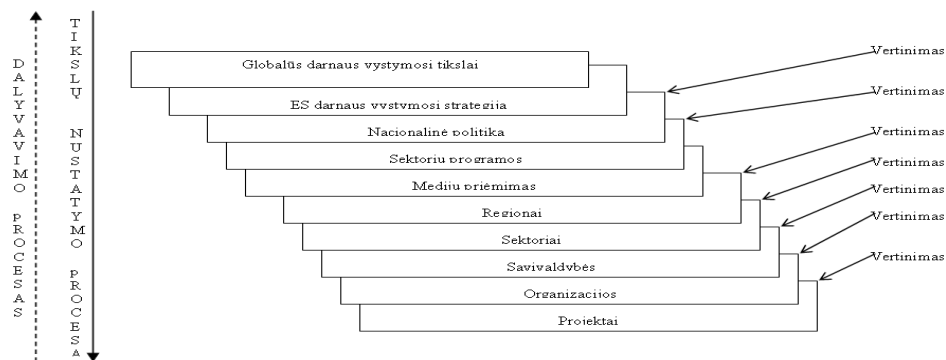 DALYVAVIMO PROCESAS
TIKSLŲ NUSTATYMO PROCESA
Globalūs darnaus vystymosi tikslai
ES darnaus vystymosi strategija
Nacionalinė politika
Sektorių programos
Medijų priėmimas
Regionai
Sektoriai
Savivaldybės
Organizacijos
Projektai
Vertinimas
Vertinimas
Vertinimas
Vertinimas
Vertinimas
Vertinimas
Vertinimas